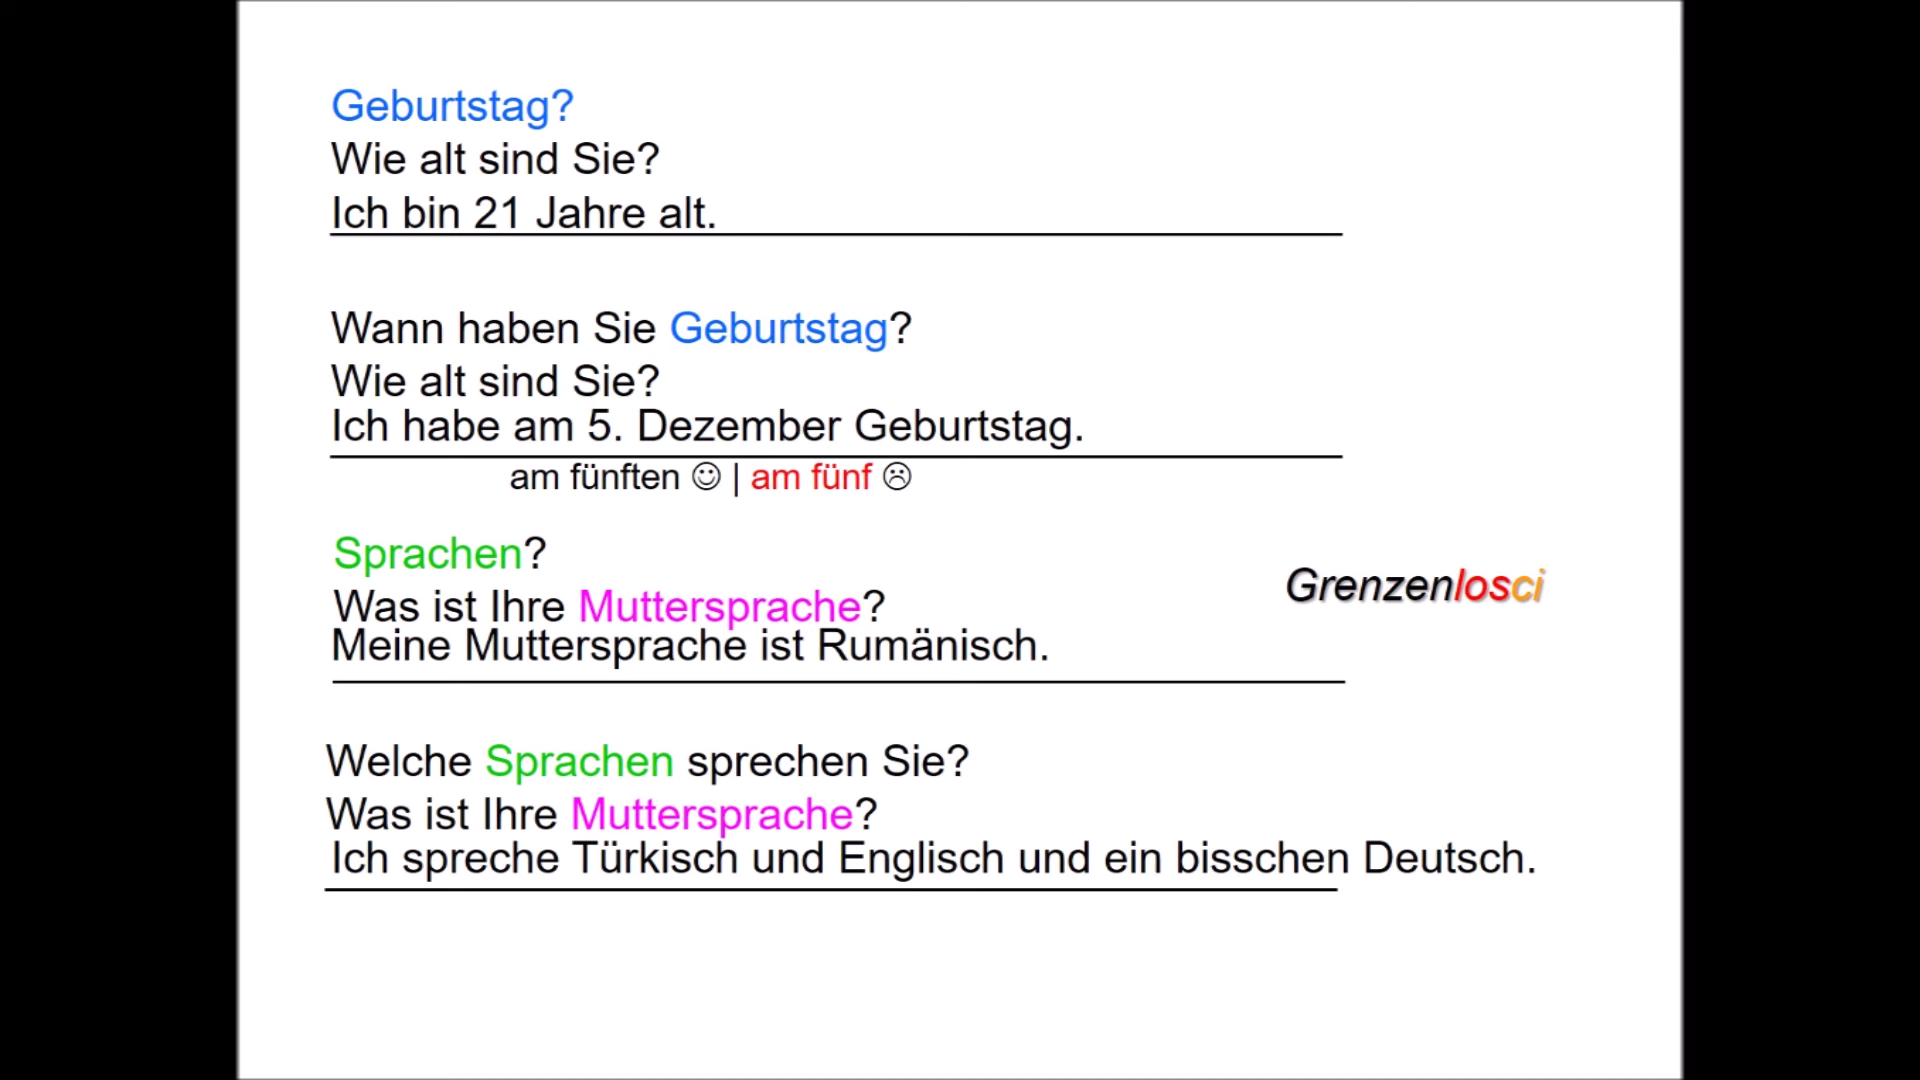 Geburtstag?
Wie alt sind Sie?
Ich bin 21 Jahre alt.
Wann haben Sie Geburtstag?
Wie alt sind Sie?
Ich habe am 5. Dezember Geburtstag.
am fünften ☺ | am fünf ☹
Sprachen?
Was ist Ihre Muttersprache?
Grenzenlosci
Meine Muttersprache ist Rumänisch.
Welche Sprachen sprechen Sie?
Was ist Ihre Muttersprache?
Ich spreche Türkisch und Englisch und ein bisschen Deutsch.